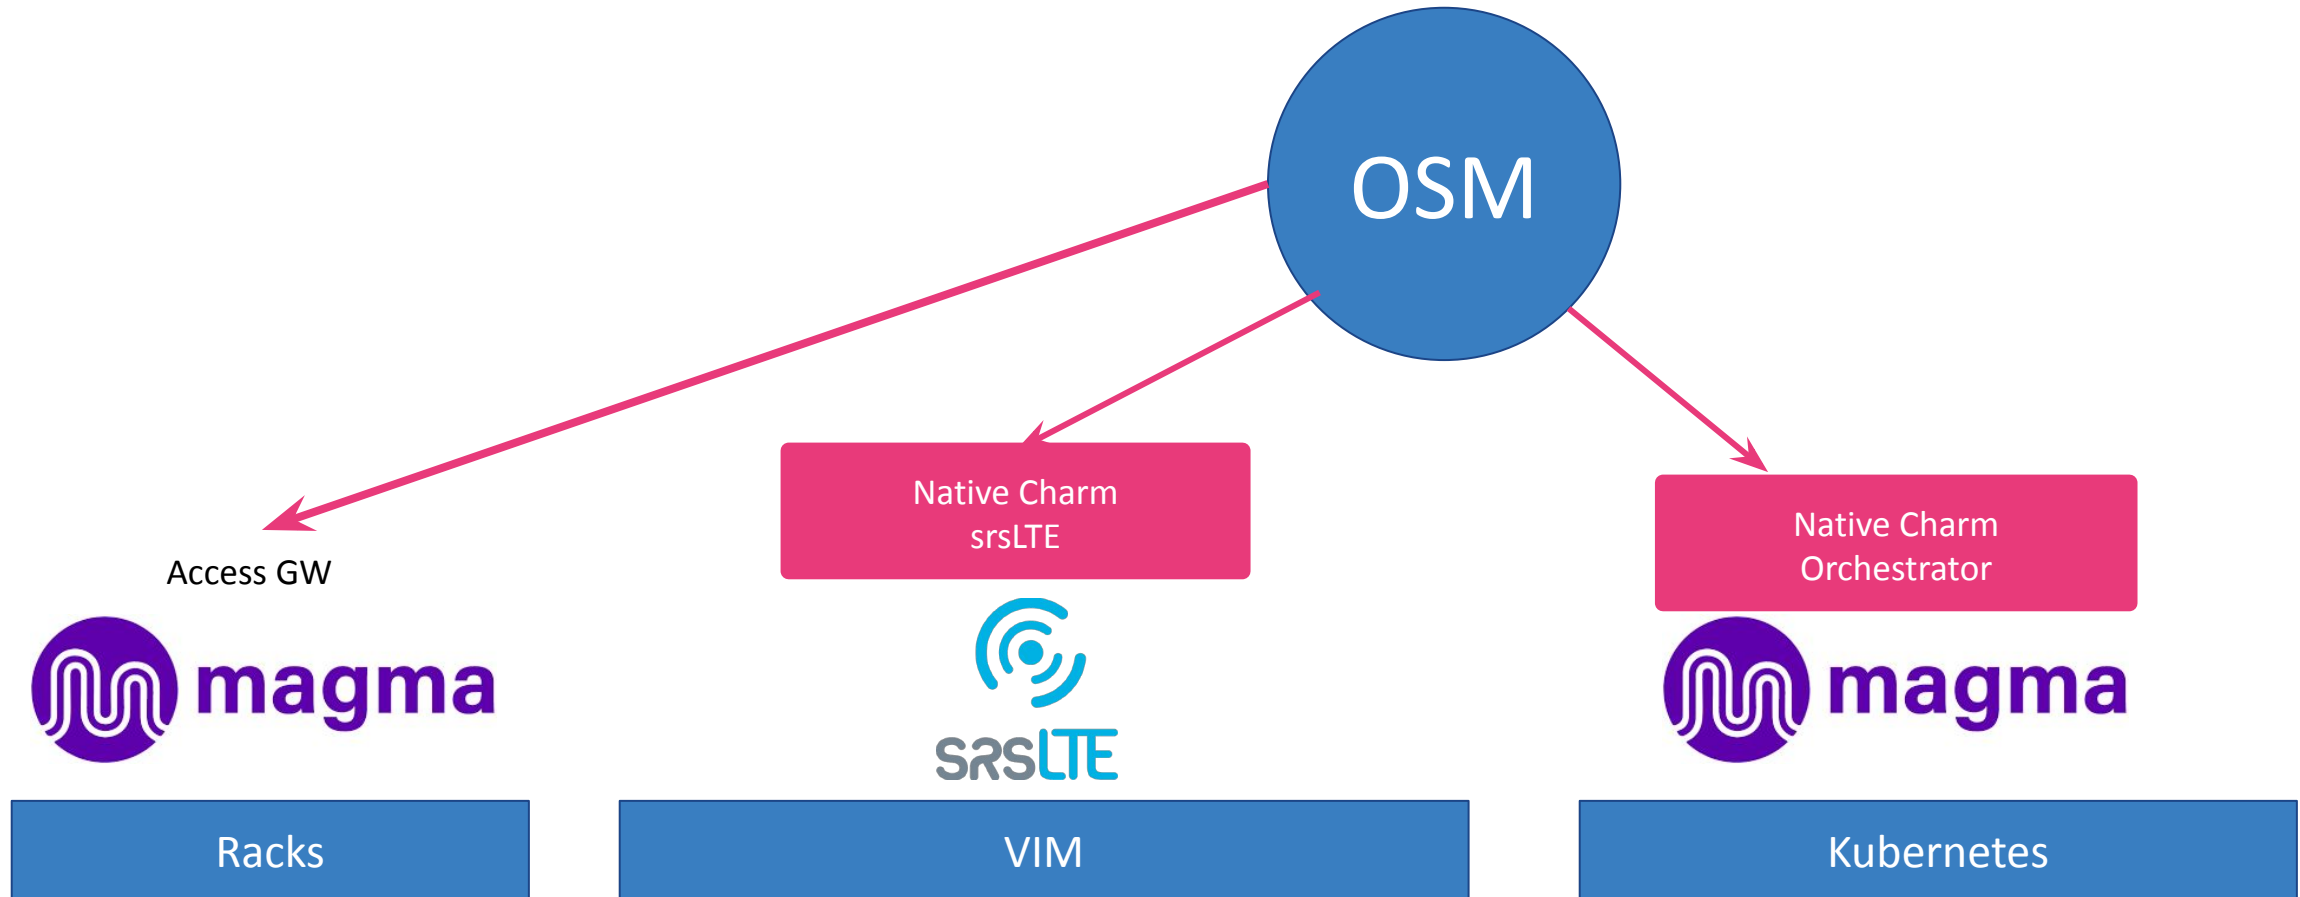 OSM
Native Charm
srsLTE
Native Charm
Orchestrator
Access GW
magma
srsLTE
magma
Racks
VIM
Kubernetes